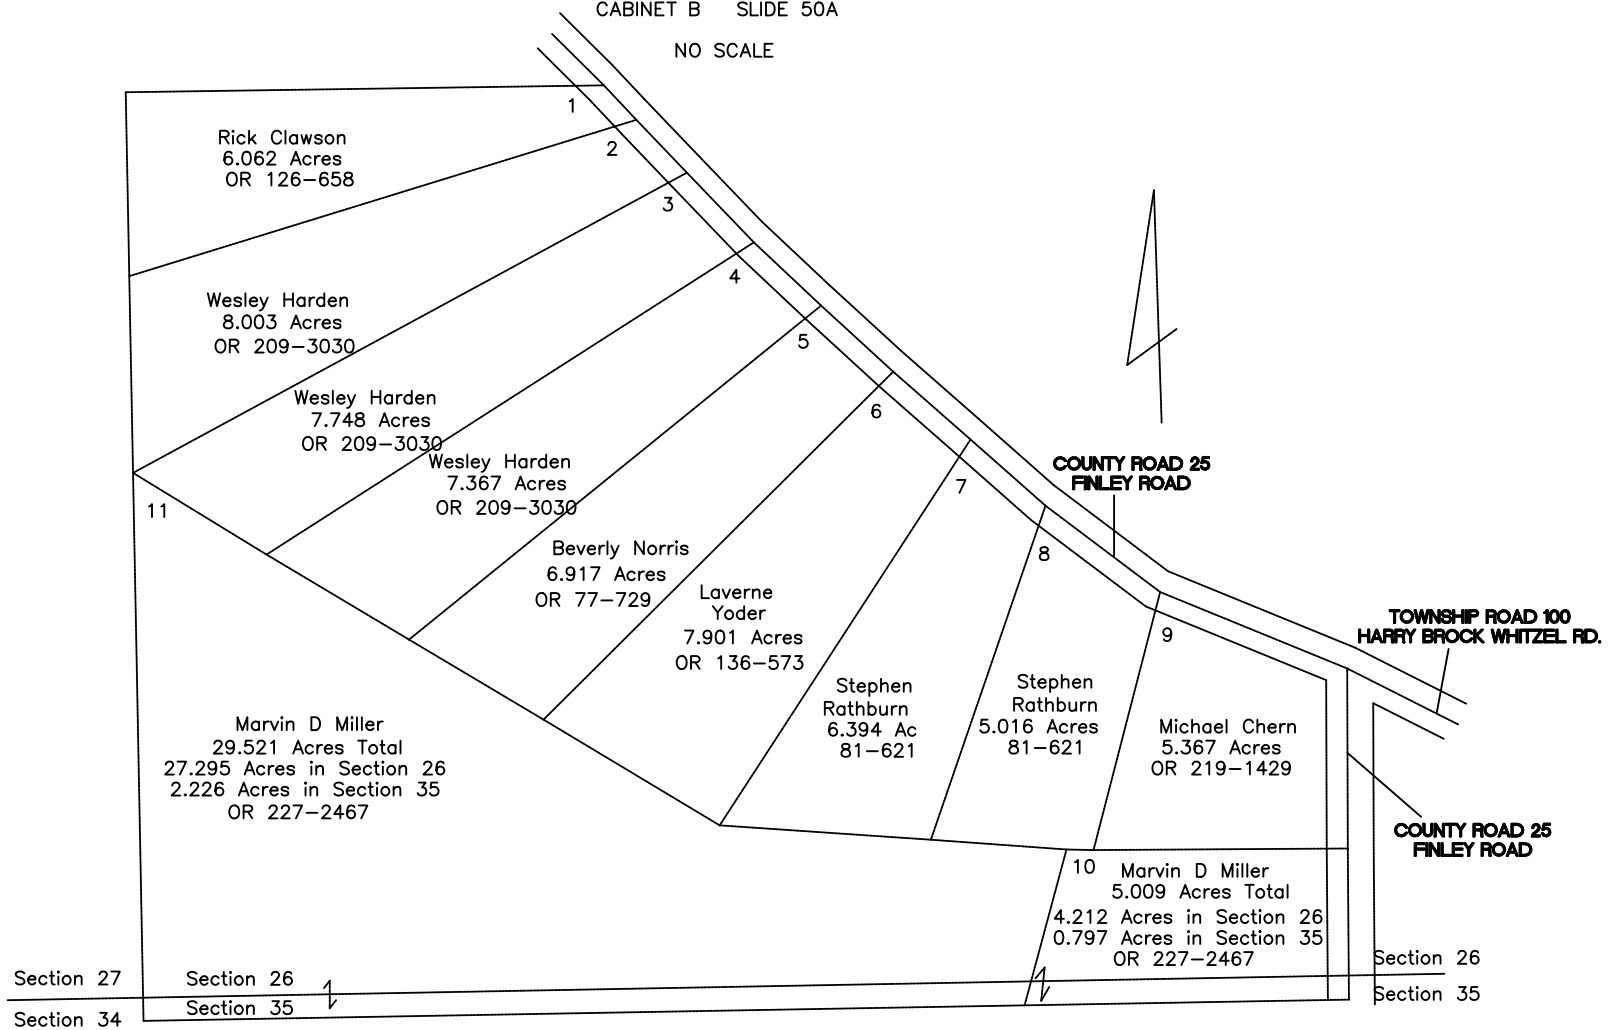 CABINET B SLIDE 50A
NO SCALE
1
Rick Clawson
6.062 Acres
OR 126-658
2
3
Wesley Harden
8.003 Acres
OR 209-3030
4
Wesley Harden
7.748 Acres
OR 209-3030
5
Wesley Harden
7.367 Acres
OR 209-3030
6
Beverly Norris
6.917 Acres
OR 77-729
7
Laverne
Yoder
7.901 Acres
OR 136-573
8
Stephen
Rathburn
6.394 Ac
81-621
Stephen
Rathburn
5.016 Acres
81-621
9
Michael Chern
5.367 Acres
OR 219-1429
COUNTY ROAD 25
FINLEY ROAD
TOWNSHIP ROAD 100
HARRY BROCK WHITZEL RD.
COUNTY ROAD 25
FINLEY ROAD
11
Marvin D Miller
29.521 Acres Total
27.295 Acres in Section 26
2.226 Acres in Section 35
OR 227-2467
10
Marvin D Miller
5.009 Acres Total
4.212 Acres in Section 26
0.797 Acres in Section 35
OR 227-2467
Section 27
Section 26
Section 26
Section 34
Section 35
Section 35